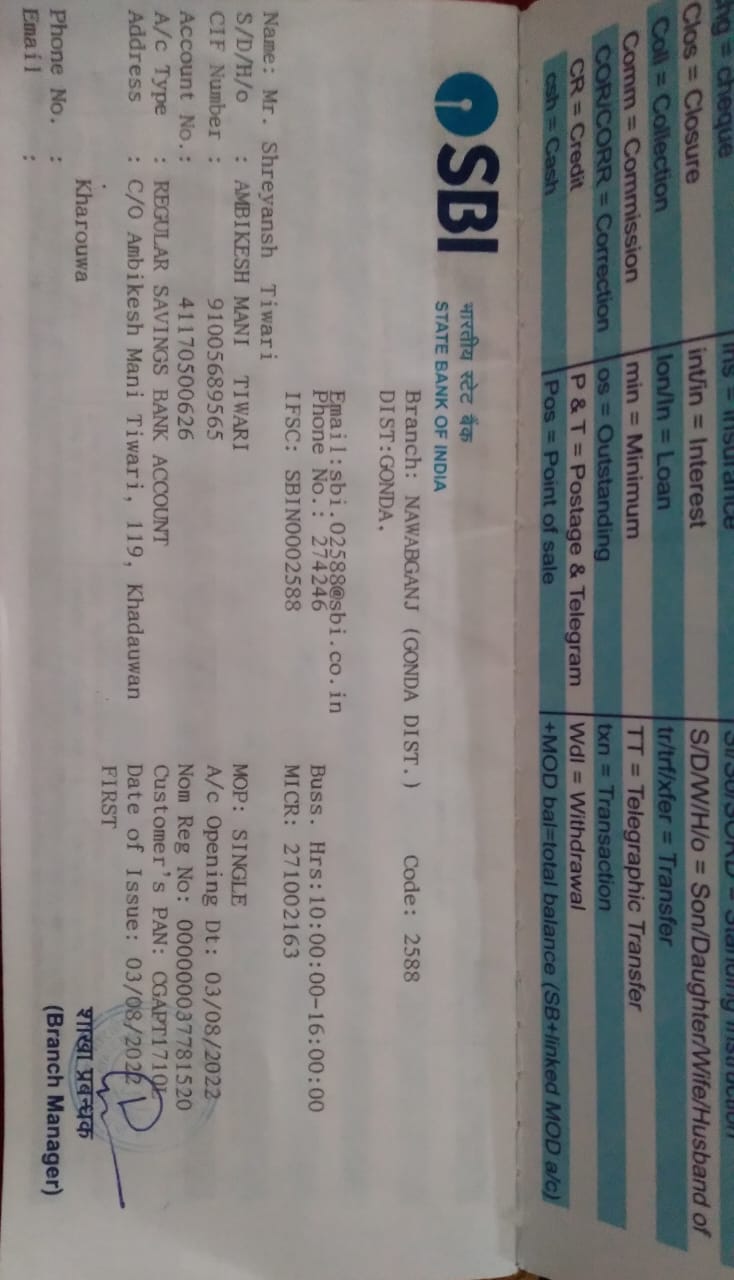 chg = cheque
ins = Insurance
SI/So/SORD = Standing Instruction
Clos = Closure
int/in = Interest
S/D/W/H/o = Son/Daughter/Wife/Husband of
Coll = Collection
lon/ln = Loan
tr/trf/xfer = Transfer
Comm = Commission
min = Minimum
TT = Telegraphic Transfer
COR/CORR = Correction
os = Outstanding
txn = Transaction
CR = Credit
P & T = Postage & Telegram
Wdl = Withdrawal
csh = Cash
Pos = Point of sale
+MOD bal=total balance (SB+linked MOD a/c)
SBI
भारतीय स्टेट बैंक
STATE BANK OF INDIA
Branch: NAWABGANJ (GONDA DIST.) Code: 2588
DIST:GONDA.
Email:sbi.02588@sbi.co.in
Phone No.: 274246 Buss. Hrs:10:00:00-16:00:00
IFSC: SBIN0002588 MICR: 271002163
Name: Mr. Shreyansh Tiwari
S/D/H/o : AMBIKESH MANI TIWARI MOP: SINGLE
CIF Number : 91005689565 A/c Opening Dt: 03/08/2022
Account No.: 41170500626 Nom Reg No: 000000037781520
A/c Type : REGULAR SAVINGS BANK ACCOUNT Customer's PAN: CGAPT1710L
Address : C/O Ambikesh Mani Tiwari, 119, Khadauwan Date of Issue: 03/08/2022
. FIRST
Kharouwa
शाखा प्रबन्धक
Phone No. :
(Branch Manager)
Email :